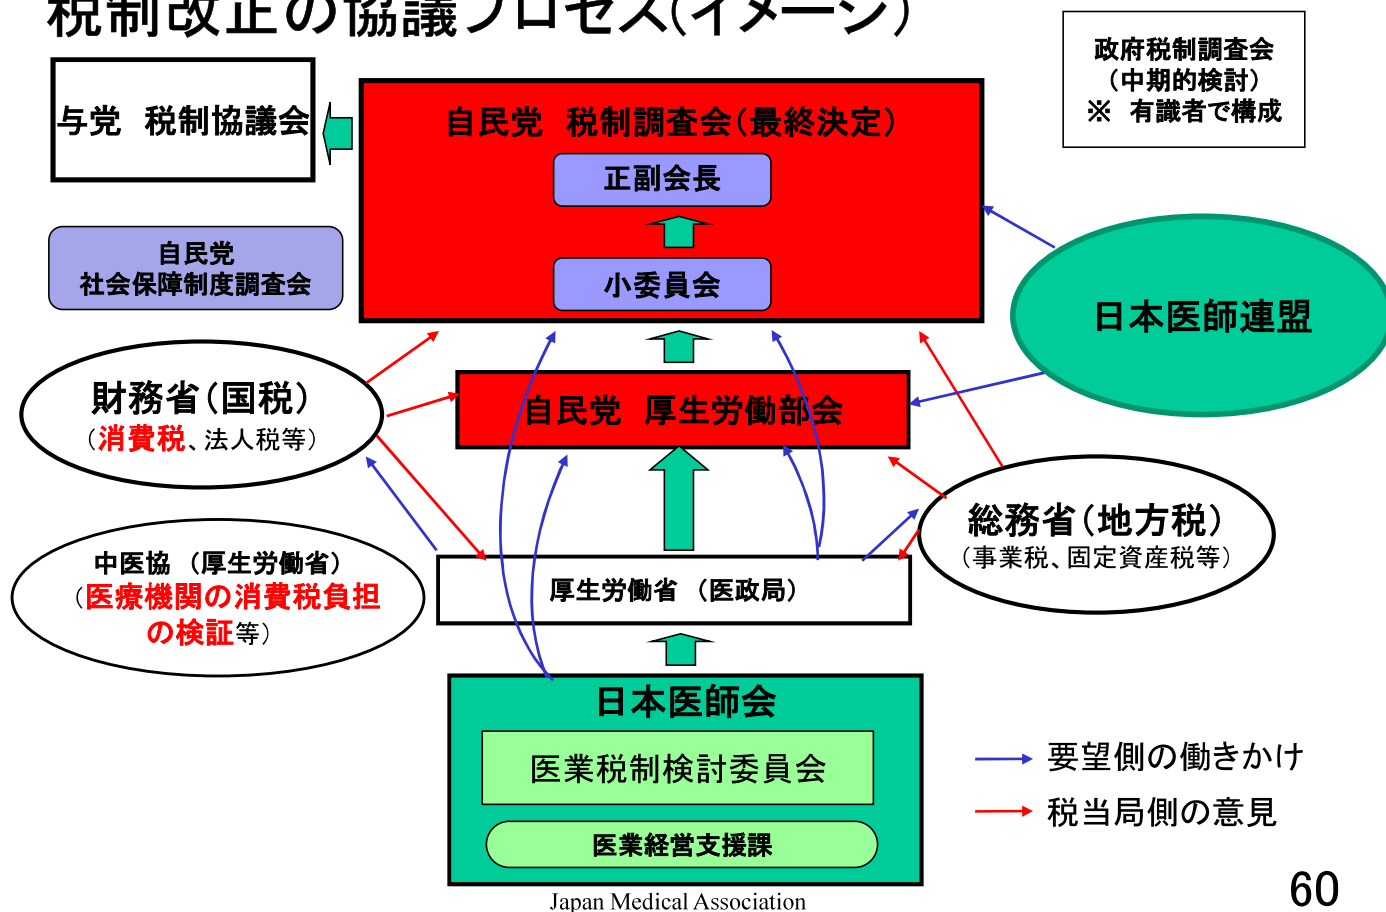 税制改正の協議プロセス(イメージ)
政府税制調査会
(中期的検討)
※ 有識者で構成
与党 税制協議会
自民党 税制調査会(最終決定)
正副会長
小委員会
自民党
社会保障制度調査会
日本医師連盟
財務省(国税)
(消費税、法人税等)
自民党 厚生労働部会
総務省(地方税)
(事業税、固定資産税等)
中医協 (厚生労働省)
(医療機関の消費税負担
の検証等)
厚生労働省 (医政局)
日本医師会
医業税制検討委員会
医業経営支援課
要望側の働きかけ
税当局側の意見
Japan Medical Association
60